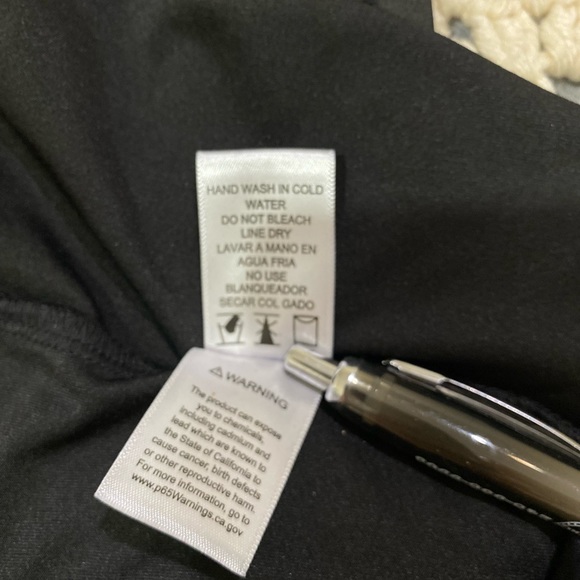 HAND WASH IN COLD
WATER
DO NOT BLEACH
LINE DRY
LAVAR A MANO EN
AGUA FRIA
NO USE
BLANQUEADOR
SECAR COL GADO
⚠ WARNING
The product can expose
you to chemicals,
including cadmium and
lead which are known to
the State of California to
cause cancer, birth defects
or other reproductive harm.
For more information, go to
www.p65Warnings.ca.gov